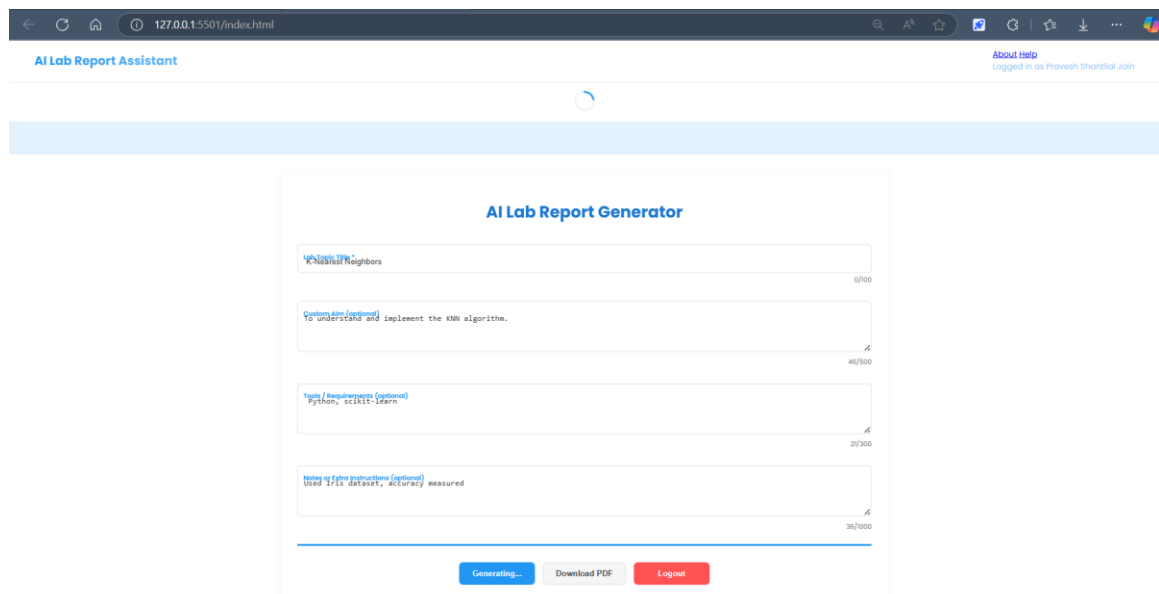 127.0.0.1:5501/index.html
AI Lab Report Assistant
About Help
Logged in as Pravesh Shantilal Jain
AI Lab Report Generator
Lab Topic Title *
K-Nearest Neighbors
0/100
Custom Aim (optional)
To understand and implement the KNN algorithm.
46/500
Tools / Requirements (optional)
Python, scikit-learn
21/300
Notes or Extra Instructions (optional)
Used Iris dataset, accuracy measured
36/1000
Generating...
Download PDF
Logout